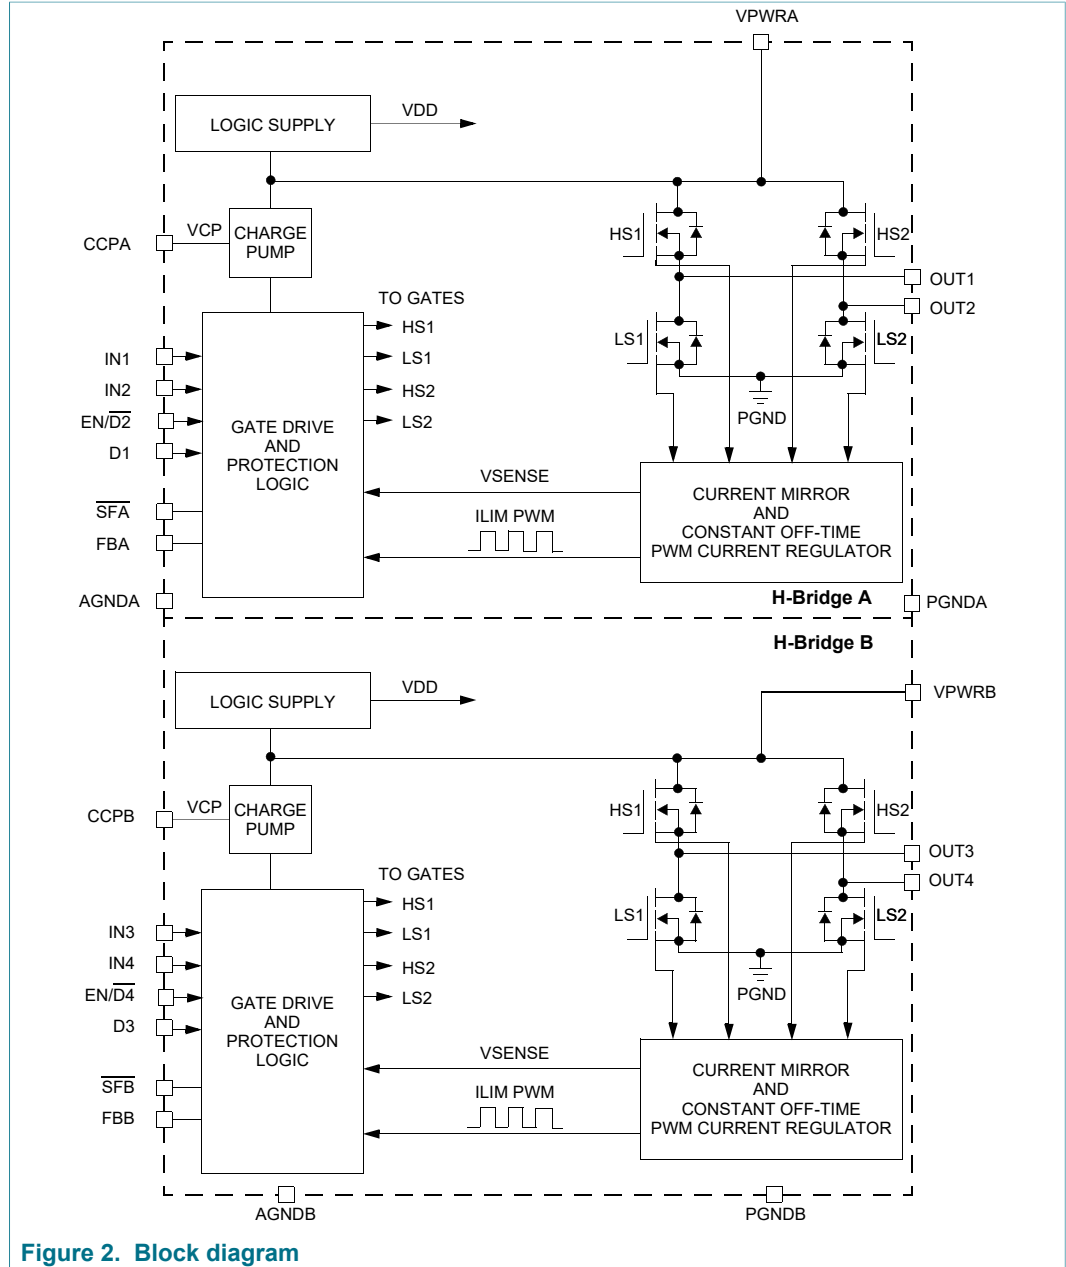 VPWRA
LOGIC SUPPLY
VDD
CCPA
VCP
CHARGE
PUMP
HS1
HS2
OUT1
OUT2
TO GATES
HS1
LS1
HS2
LS2
LS1
LS2
PGND
IN1
IN2
EN/D2
D1
SFA
FBA
GATE DRIVE
AND
PROTECTION
LOGIC
VSENSE
ILIM PWM
CURRENT MIRROR
AND
CONSTANT OFF-TIME
PWM CURRENT REGULATOR
AGNDA
H-Bridge A
PGNDA
H-Bridge B
LOGIC SUPPLY
VDD
VPWRB
CCPB
VCP
CHARGE
PUMP
HS1
HS2
OUT3
OUT4
TO GATES
HS1
LS1
HS2
LS2
LS1
LS2
PGND
IN3
IN4
EN/D4
D3
SFB
FBB
GATE DRIVE
AND
PROTECTION
LOGIC
VSENSE
ILIM PWM
CURRENT MIRROR
AND
CONSTANT OFF-TIME
PWM CURRENT REGULATOR
AGNDB
PGNDB
Figure 2. Block diagram